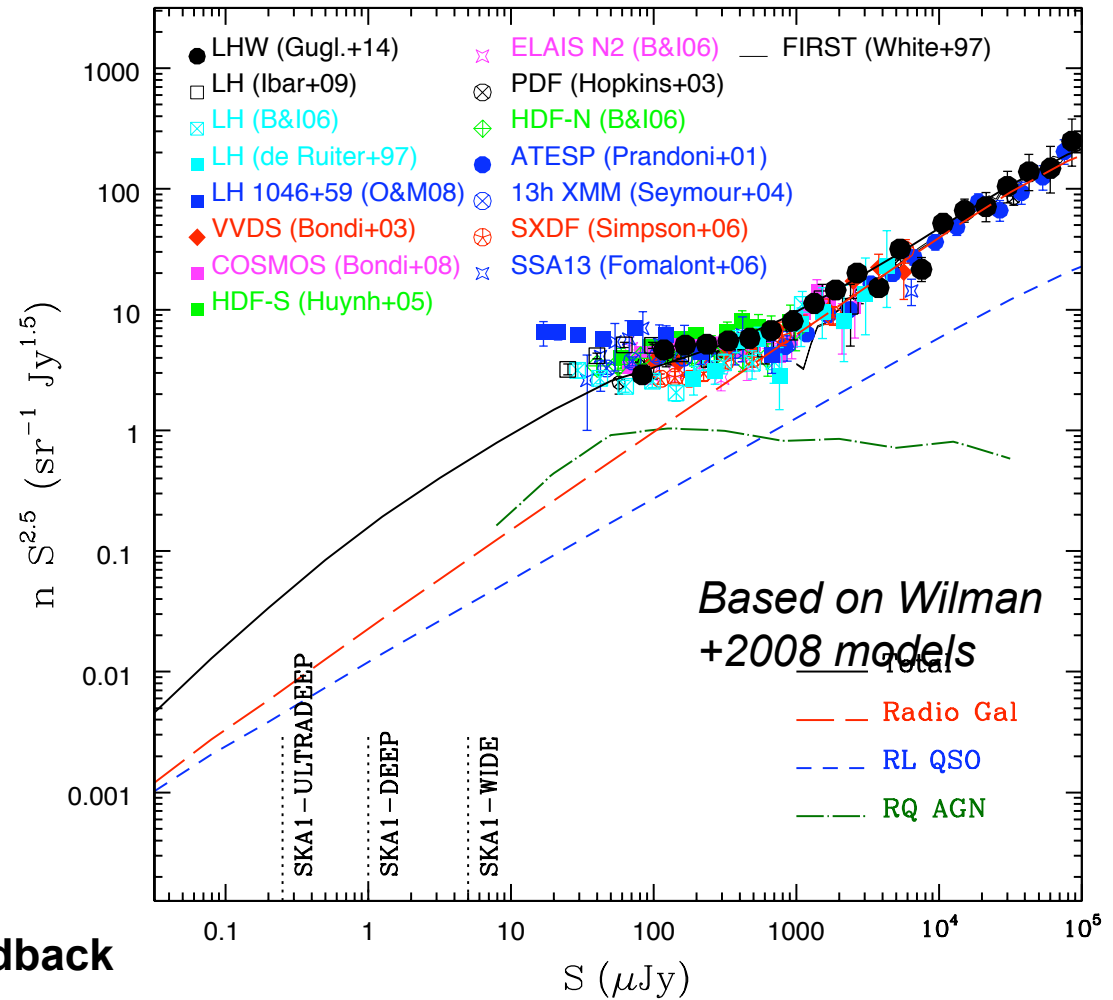 LHW (Gugl.+14)
LH (Ibar+09)
LH (B&I06)
LH (de Ruiter+97)
LH 1046+59 (O&M08)
VVDS (Bondi+03)
COSMOS (Bondi+08)
HDF-S (Huynh+05)
ELAIS N2 (B&I06)
PDF (Hopkins+03)
HDF-N (B&I06)
ATESP (Prandoni+01)
13h XMM (Seymour+04)
SXDF (Simpson+06)
SSA13 (Fomalont+06)
FIRST (White+97)
1000
100
10
1
0.1
0.01
0.001
n S^2.5 (sr^−1 Jy^1.5)
Based on Wilman
+2008 models
Total
Radio Gal
RL QSO
RQ AGN
SKA1−ULTRADEEP
SKA1−DEEP
SKA1−WIDE
0.1 1 10 100 1000 10^4 10^5
S (μJy)
dback